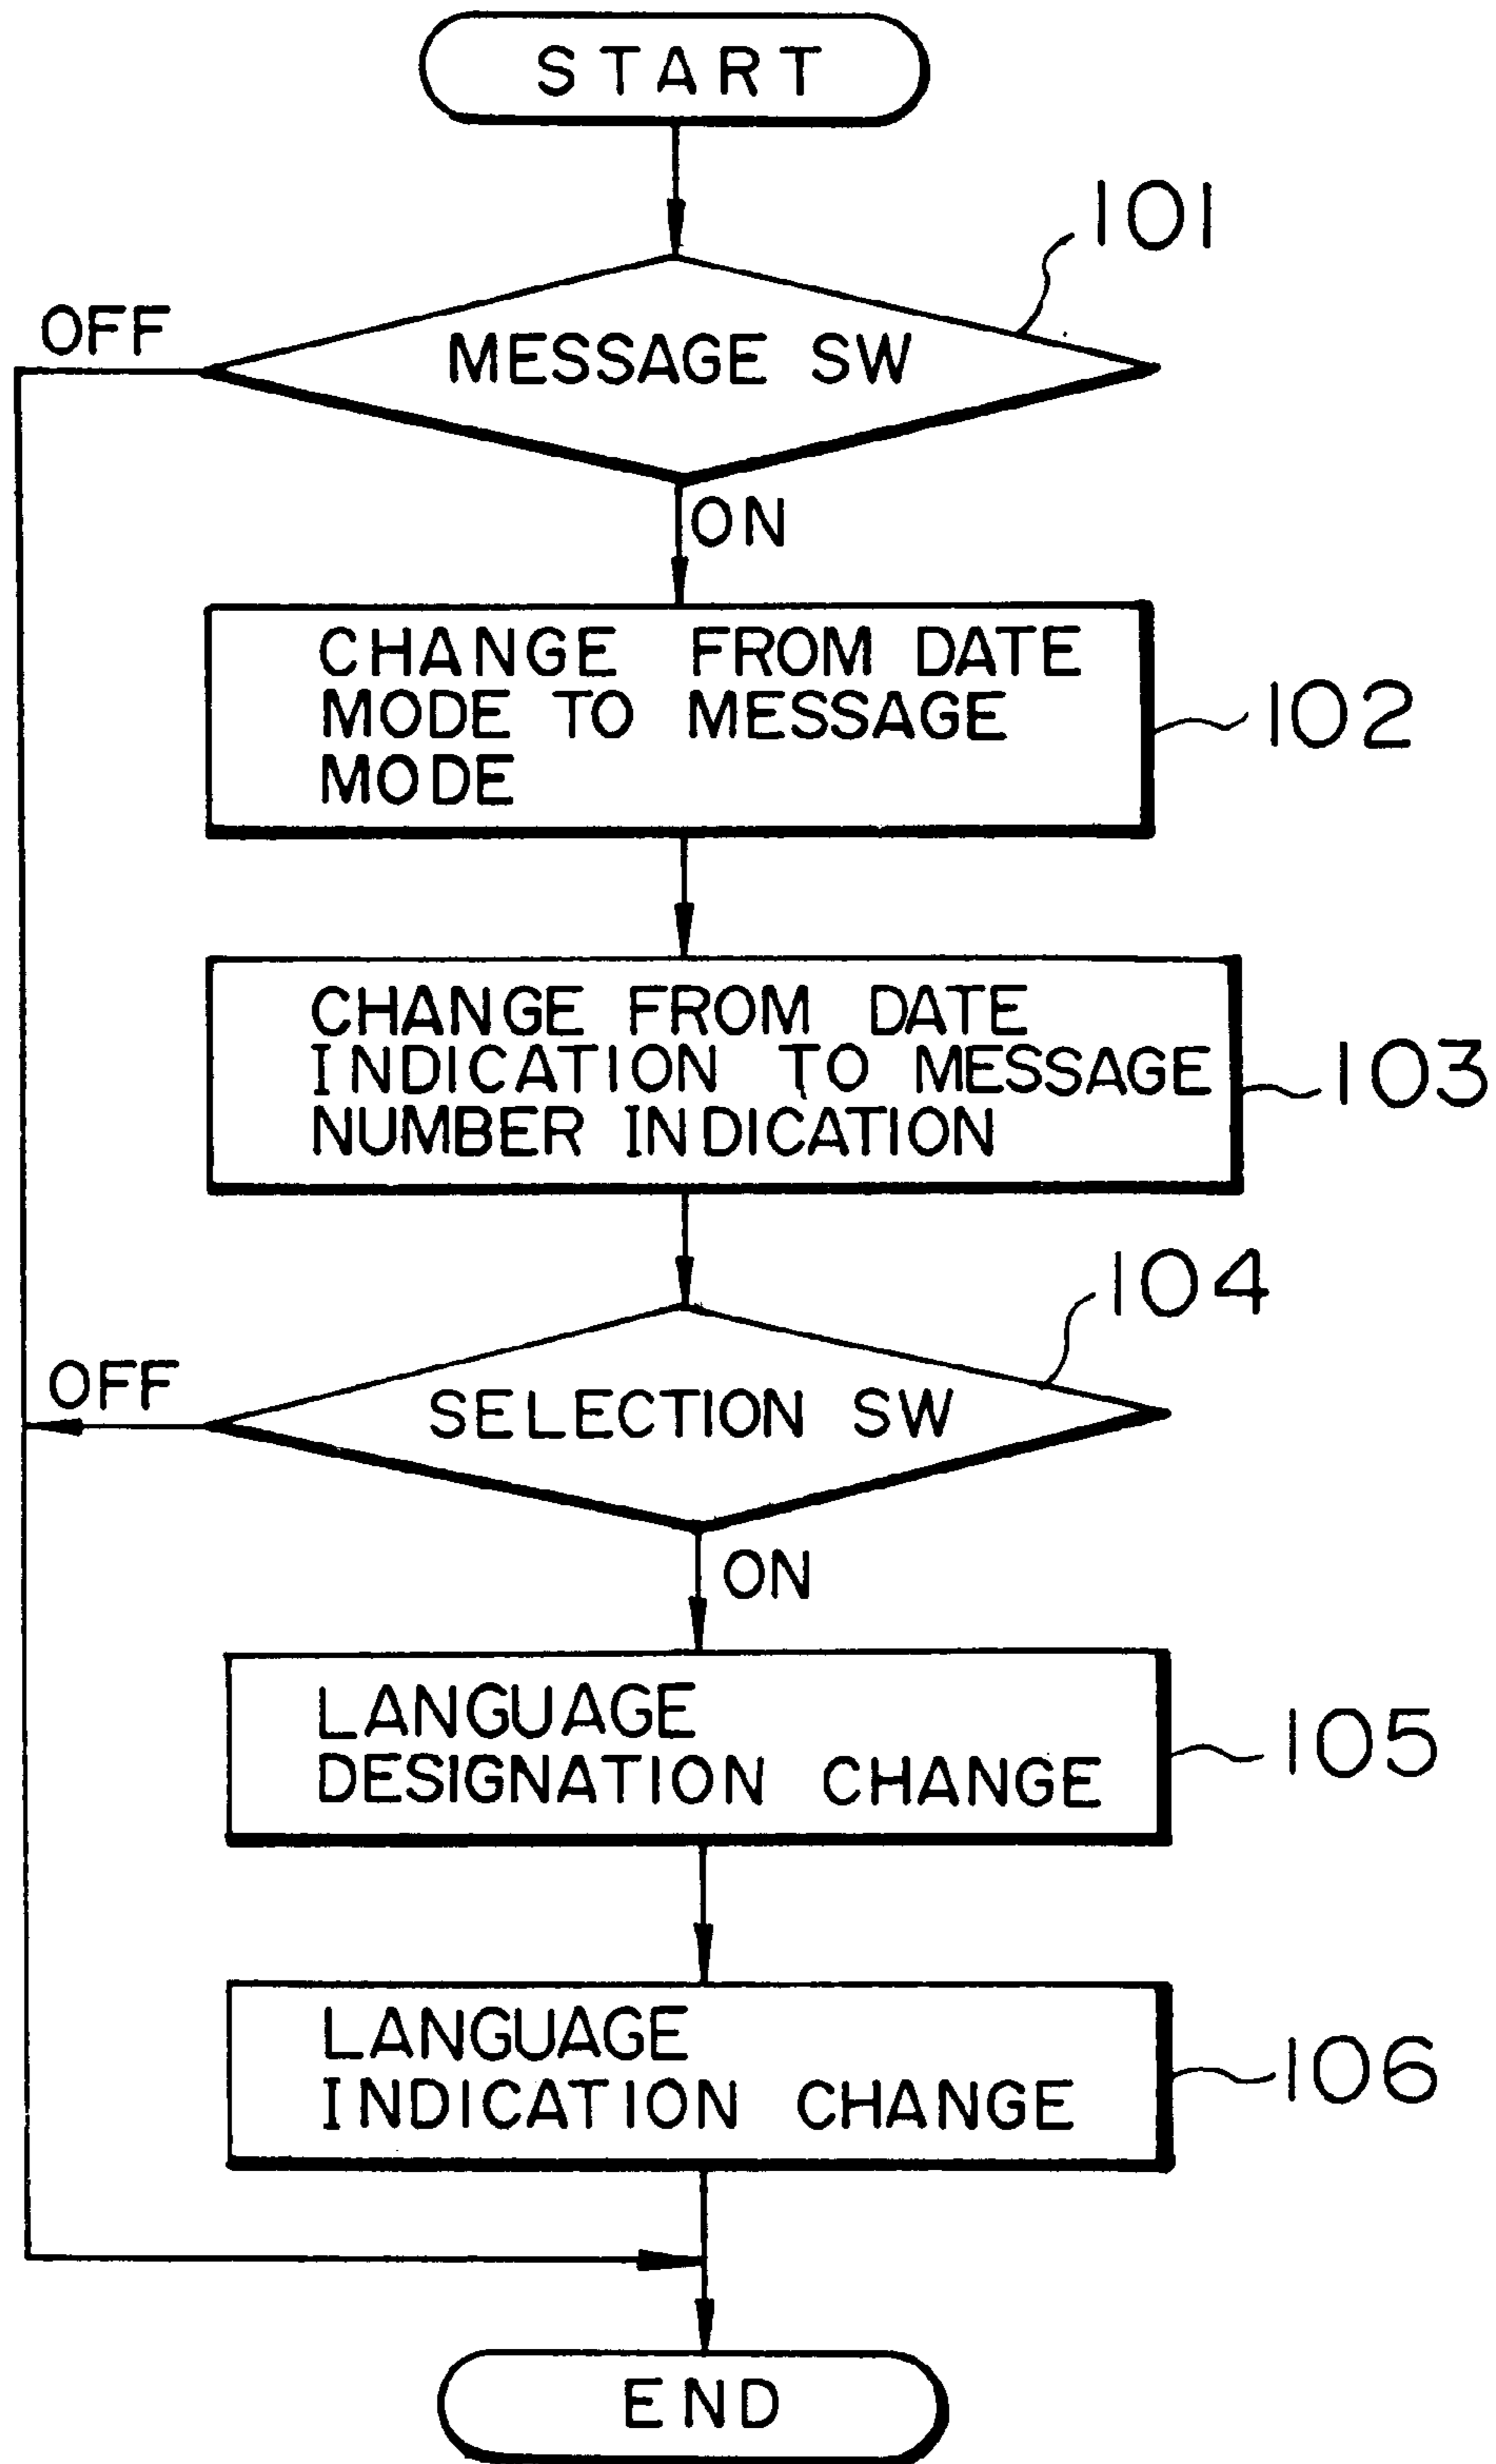 START
101
OFF
MESSAGE SW
ON
CHANGE FROM DATE
MODE TO MESSAGE
MODE
102
CHANGE FROM DATE
INDICATION TO MESSAGE
NUMBER INDICATION
103
104
OFF
SELECTION SW
ON
LANGUAGE
DESIGNATION CHANGE
105
LANGUAGE
INDICATION CHANGE
106
END